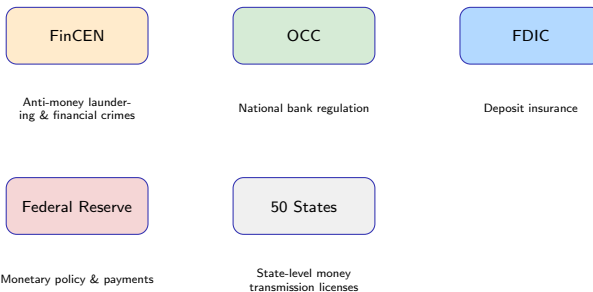 FinCEN
OCC
FDIC
Anti-money launder-
ing & financial crimes
National bank regulation
Deposit insurance
Federal Reserve
50 States
Monetary policy & payments
State-level money
transmission licenses